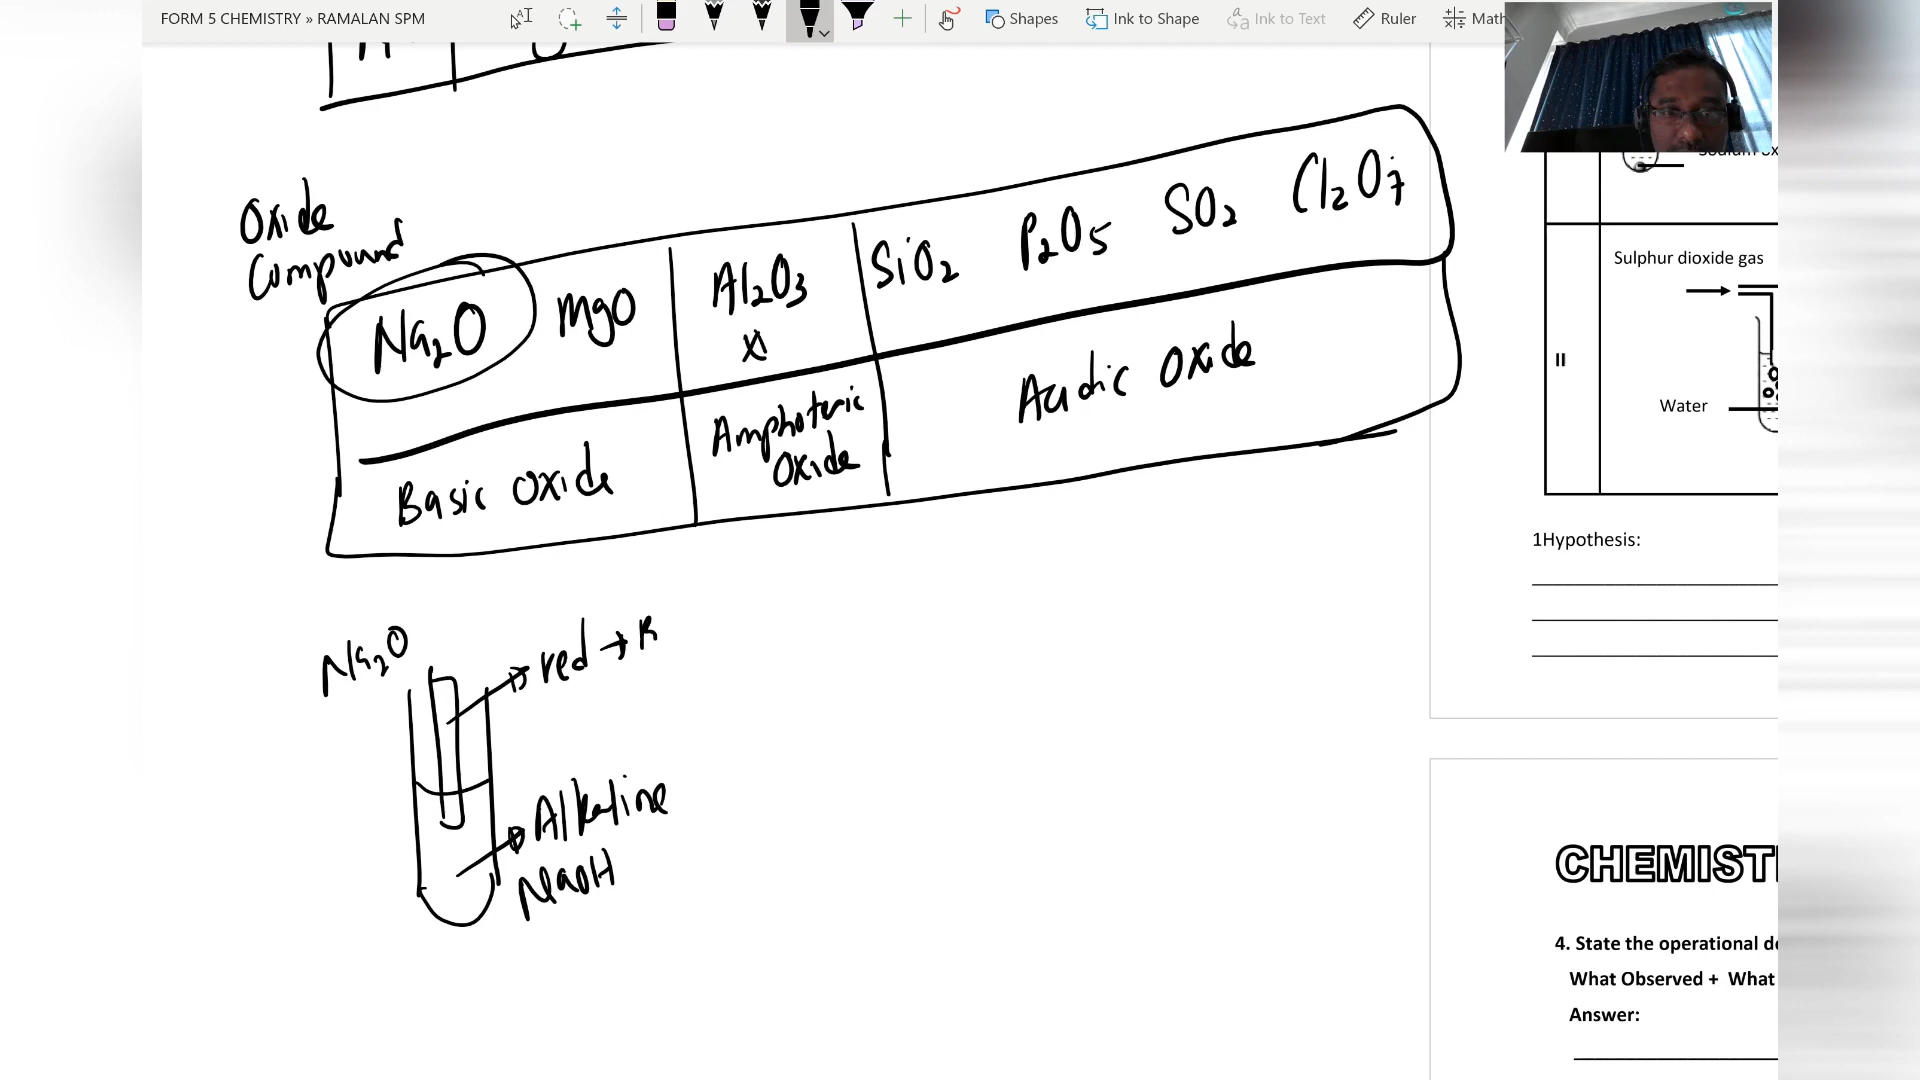 FORM 5 CHEMISTRY » RAMALAN SPM
Shapes
Ink to Shape
Ink to Text
Ruler
Math
Oxide
Compound
Na₂O MgO Al₂O₃ SiO₂ P₂O₅ SO₂ Cl₂O₇
x
Basic Oxide
Amphoteric
Oxide
Acidic Oxide
Na₂O
red →
Alkaline
NaOH
Sulphur dioxide gas
II
Water
1Hypothesis:
CHEMIST
4. State the operational de
What Observed + What
Answer: